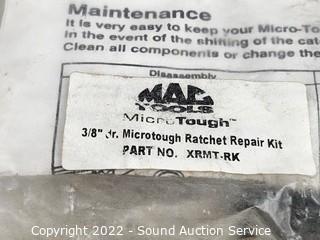 Maintenance
It is very easy to keep your Micro-To
In the event of the shifting of the cat
Clean all components or change the
Disassembly
MAC
TOOLS
MicroTough™
3/8" dr. Microtough Ratchet Repair Kit
PART NO. XRMT-RK
Copyright 2022 - Sound Auction Service